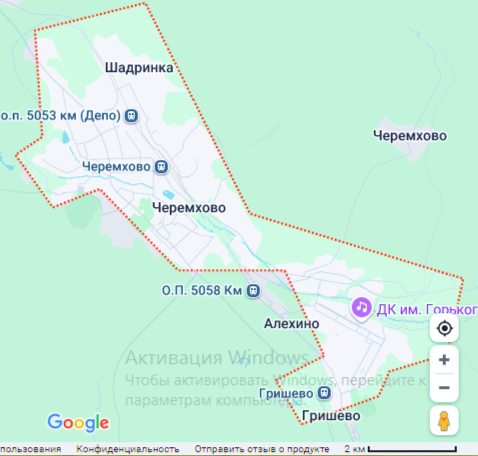 Шадринка
о.п. 5053 км (Депо)
Черемхово
Черемхово
Черемхово
О.П. 5058 Км
ДК им. Горьког
Алехино
Активация Windows
Чтобы активировать Windows, перейдите к
параметрам компьютера.
Гришево
Гришево
Google
пользования Конфиденциальность Отправить отзыв о продукте 2 км